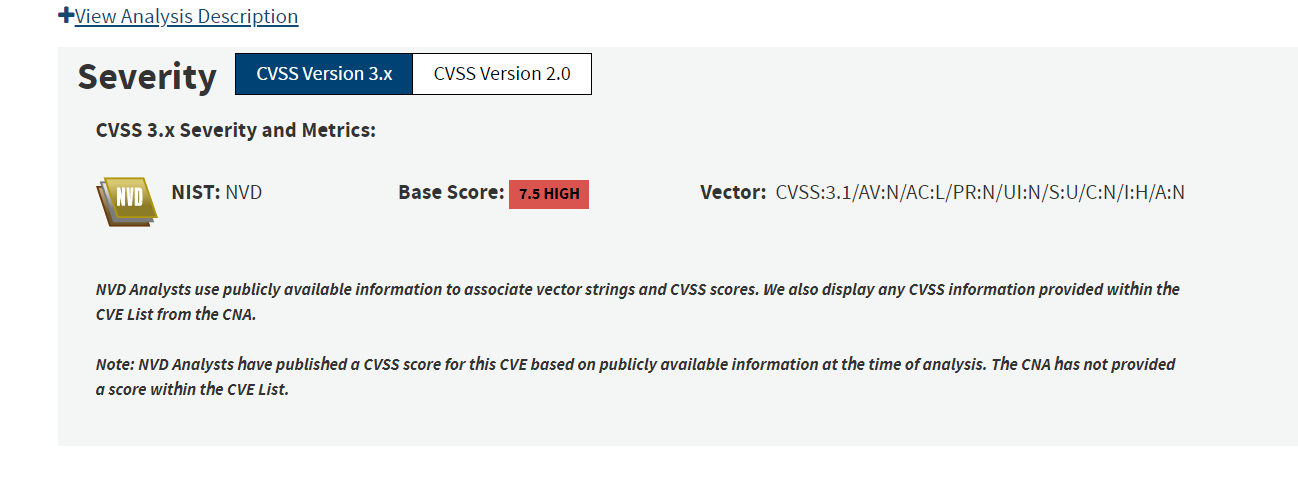 +View Analysis Description
Severity CVSS Version 3.x CVSS Version 2.0
CVSS 3.x Severity and Metrics:
NVD NIST: NVD Base Score: 7.5 HIGH Vector: CVSS:3.1/AV:N/AC:L/PR:N/UI:N/S:U/C:N/I:H/A:N
NVD Analysts use publicly available information to associate vector strings and CVSS scores. We also display any CVSS information provided within the
CVE List from the CNA.
Note: NVD Analysts have published a CVSS score for this CVE based on publicly available information at the time of analysis. The CNA has not provided
a score within the CVE List.